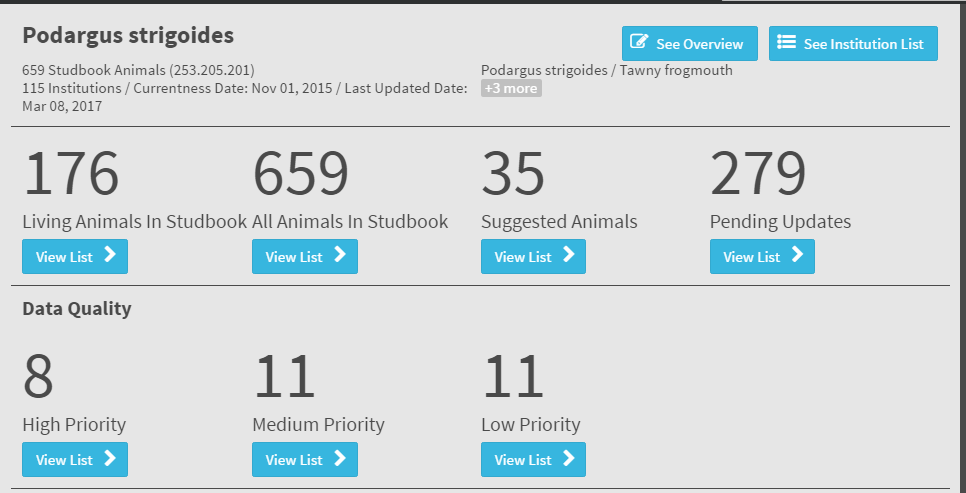 Podargus strigoides
See Overview
See Institution List
659 Studbook Animals (253.205.201)
115 Institutions / Currentness Date: Nov 01, 2015 / Last Updated Date:
Mar 08, 2017
Podargus strigoides / Tawny frogmouth
+3 more
176
Living Animals In Studbook
View List
659
All Animals In Studbook
View List
35
Suggested Animals
View List
279
Pending Updates
View List
Data Quality
8
High Priority
View List
11
Medium Priority
View List
11
Low Priority
View List